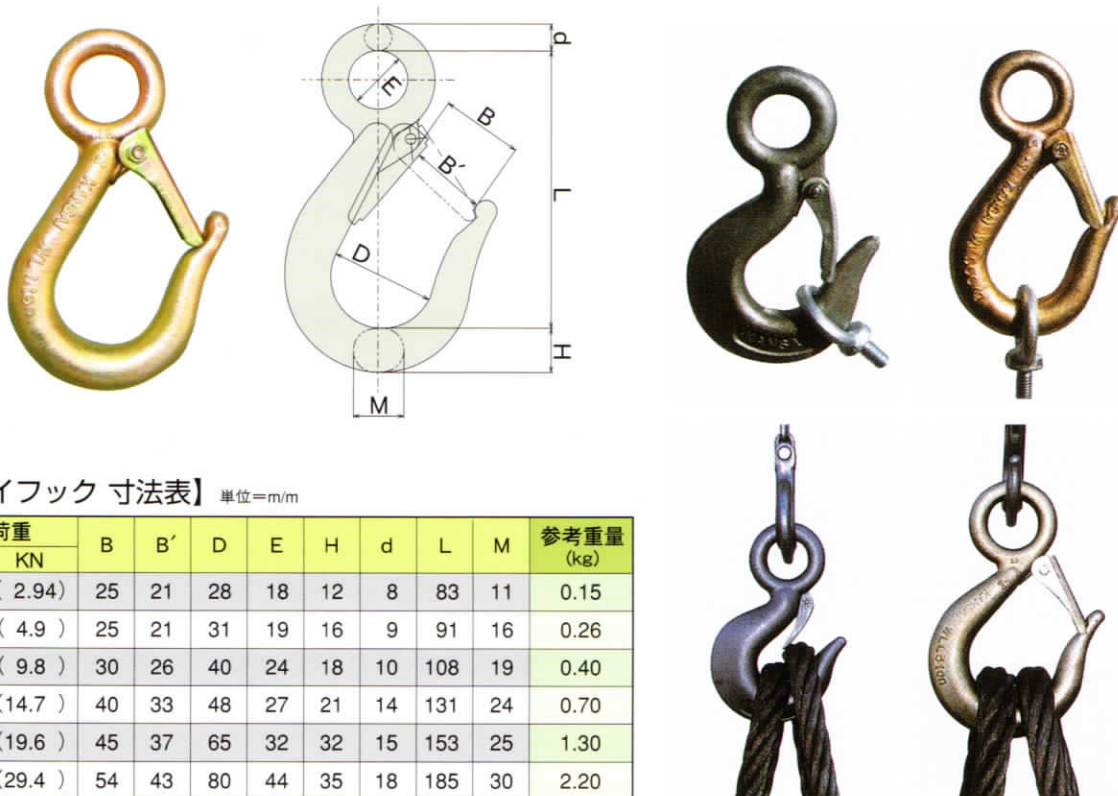 d
E
B
B′
L
D
H
M
イフック 寸法表】 単位=m/m
荷重 KN B B′ D E H d L M 参考重量 (kg)
( 2.94) 25 21 28 18 12 8 83 11 0.15
( 4.9 ) 25 21 31 19 16 9 91 16 0.26
( 9.8 ) 30 26 40 24 18 10 108 19 0.40
(14.7 ) 40 33 48 27 21 14 131 24 0.70
(19.6 ) 45 37 65 32 32 15 153 25 1.30
(29.4 ) 54 43 80 44 35 18 185 30 2.20